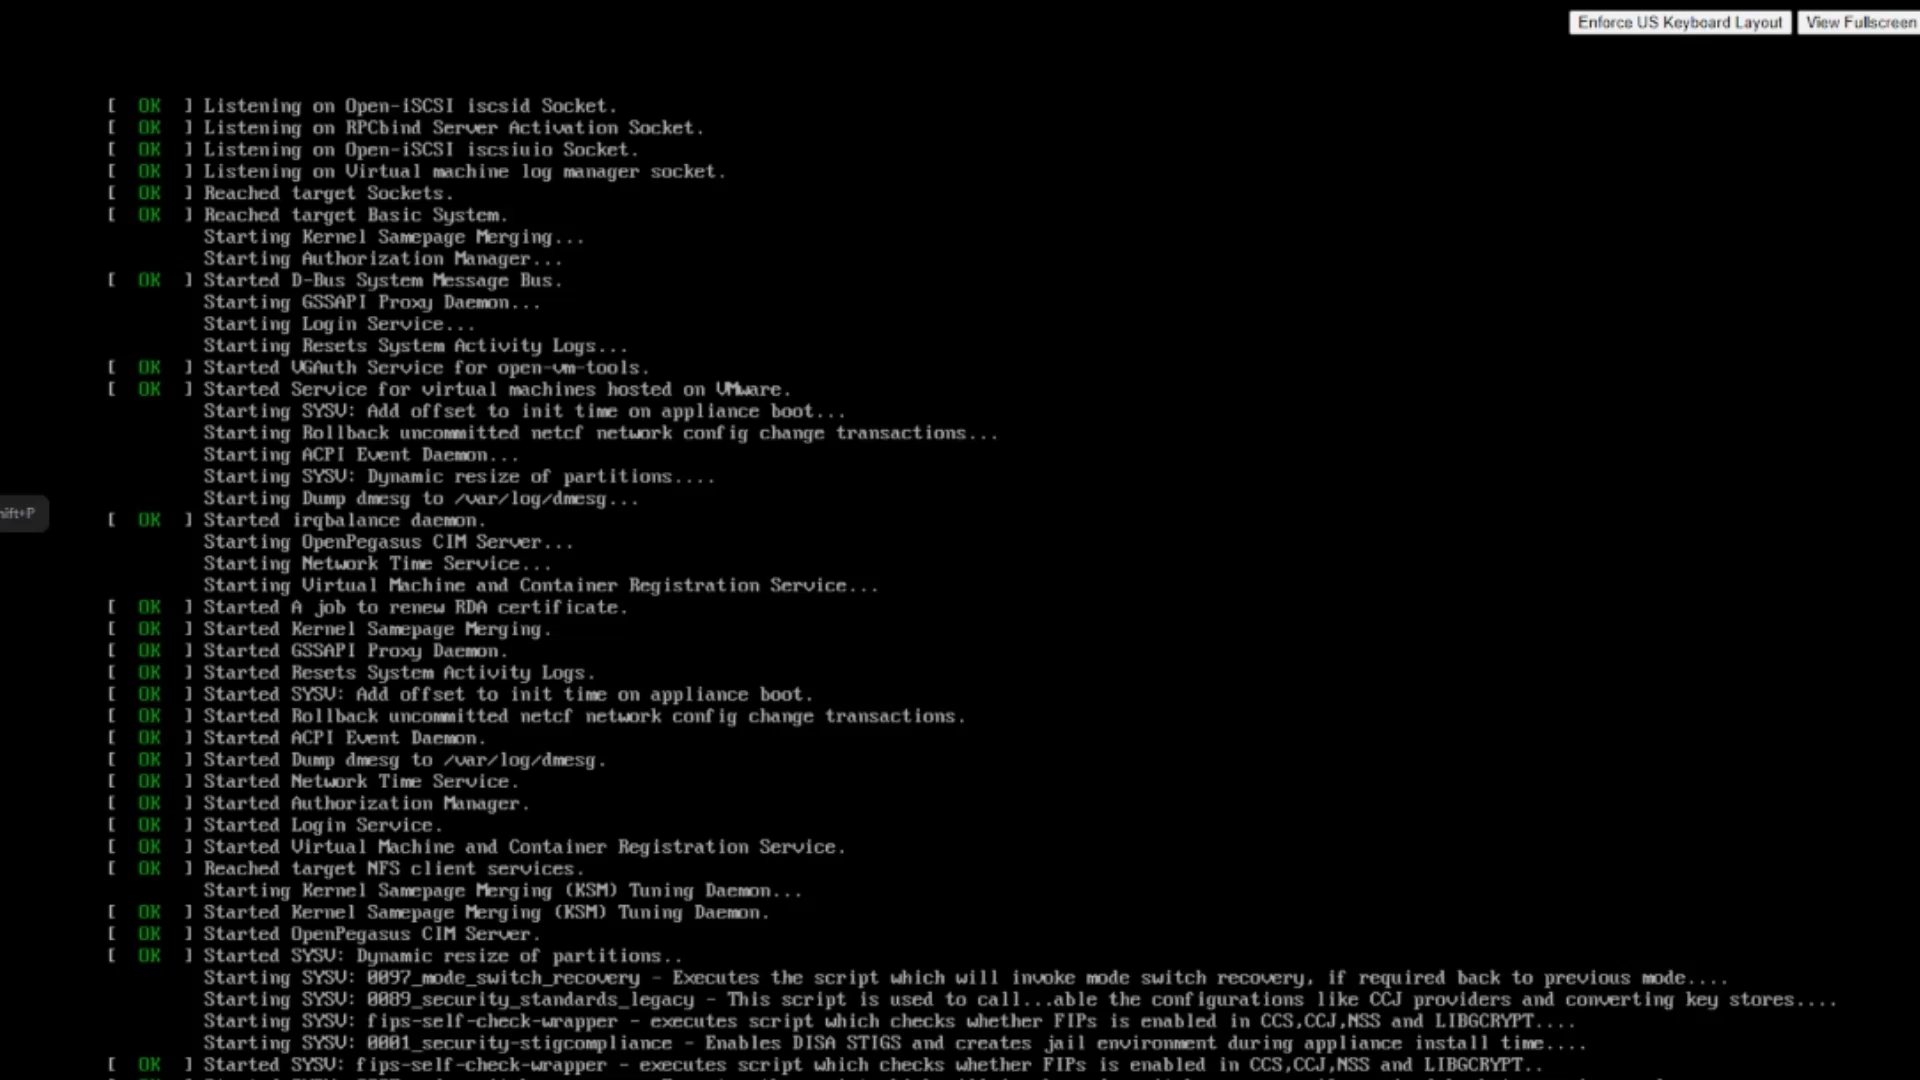 Enforce US Keyboard Layout View Fullscreen
[ OK ] Listening on Open-iSCSI iscsid Socket.
[ OK ] Listening on RPCbind Server Activation Socket.
[ OK ] Listening on Open-iSCSI iscsiuio Socket.
[ OK ] Listening on Virtual machine log manager socket.
[ OK ] Reached target Sockets.
[ OK ] Reached target Basic System.
Starting Kernel Samepage Merging...
Starting Authorization Manager...
[ OK ] Started D-Bus System Message Bus.
Starting GSSAPI Proxy Daemon...
Starting Login Service...
Starting Resets System Activity Logs...
[ OK ] Started VGAuth Service for open-vm-tools.
[ OK ] Started Service for virtual machines hosted on VMware.
Starting SYSV: Add offset to init time on appliance boot...
Starting Rollback uncommitted netcf network config change transactions...
Starting ACPI Event Daemon...
Starting SYSV: Dynamic resize of partitions....
Starting Dump dmesg to /var/log/dmesg...
hift+P
[ OK ] Started irqbalance daemon.
Starting OpenPegasus CIM Server...
Starting Network Time Service...
Starting Virtual Machine and Container Registration Service...
[ OK ] Started A job to renew RDA certificate.
[ OK ] Started Kernel Samepage Merging.
[ OK ] Started GSSAPI Proxy Daemon.
[ OK ] Started Resets System Activity Logs.
[ OK ] Started SYSV: Add offset to init time on appliance boot.
[ OK ] Started Rollback uncommitted netcf network config change transactions.
[ OK ] Started ACPI Event Daemon.
[ OK ] Started Dump dmesg to /var/log/dmesg.
[ OK ] Started Network Time Service.
[ OK ] Started Authorization Manager.
[ OK ] Started Login Service.
[ OK ] Started Virtual Machine and Container Registration Service.
[ OK ] Reached target NFS client services.
Starting Kernel Samepage Merging (KSM) Tuning Daemon...
[ OK ] Started Kernel Samepage Merging (KSM) Tuning Daemon.
[ OK ] Started OpenPegasus CIM Server.
[ OK ] Started SYSV: Dynamic resize of partitions..
Starting SYSV: 0097_mode_switch_recovery - Executes the script which will invoke mode switch recovery, if required back to previous mode....
Starting SYSV: 0089_security_standards_legacy - This script is used to call...able the configurations like CCJ providers and converting key stores....
Starting SYSV: fips-self-check-wrapper - executes script which checks whether FIPs is enabled in CCS,CCJ,NSS and LIBGCRYPT....
Starting SYSV: 0001_security-stigcompliance - Enables DISA STIGS and creates jail environment during appliance install time....
[ OK ] Started SYSV: fips-self-check-wrapper - executes script which checks whether FIPs is enabled in CCS,CCJ,NSS and LIBGCRYPT..